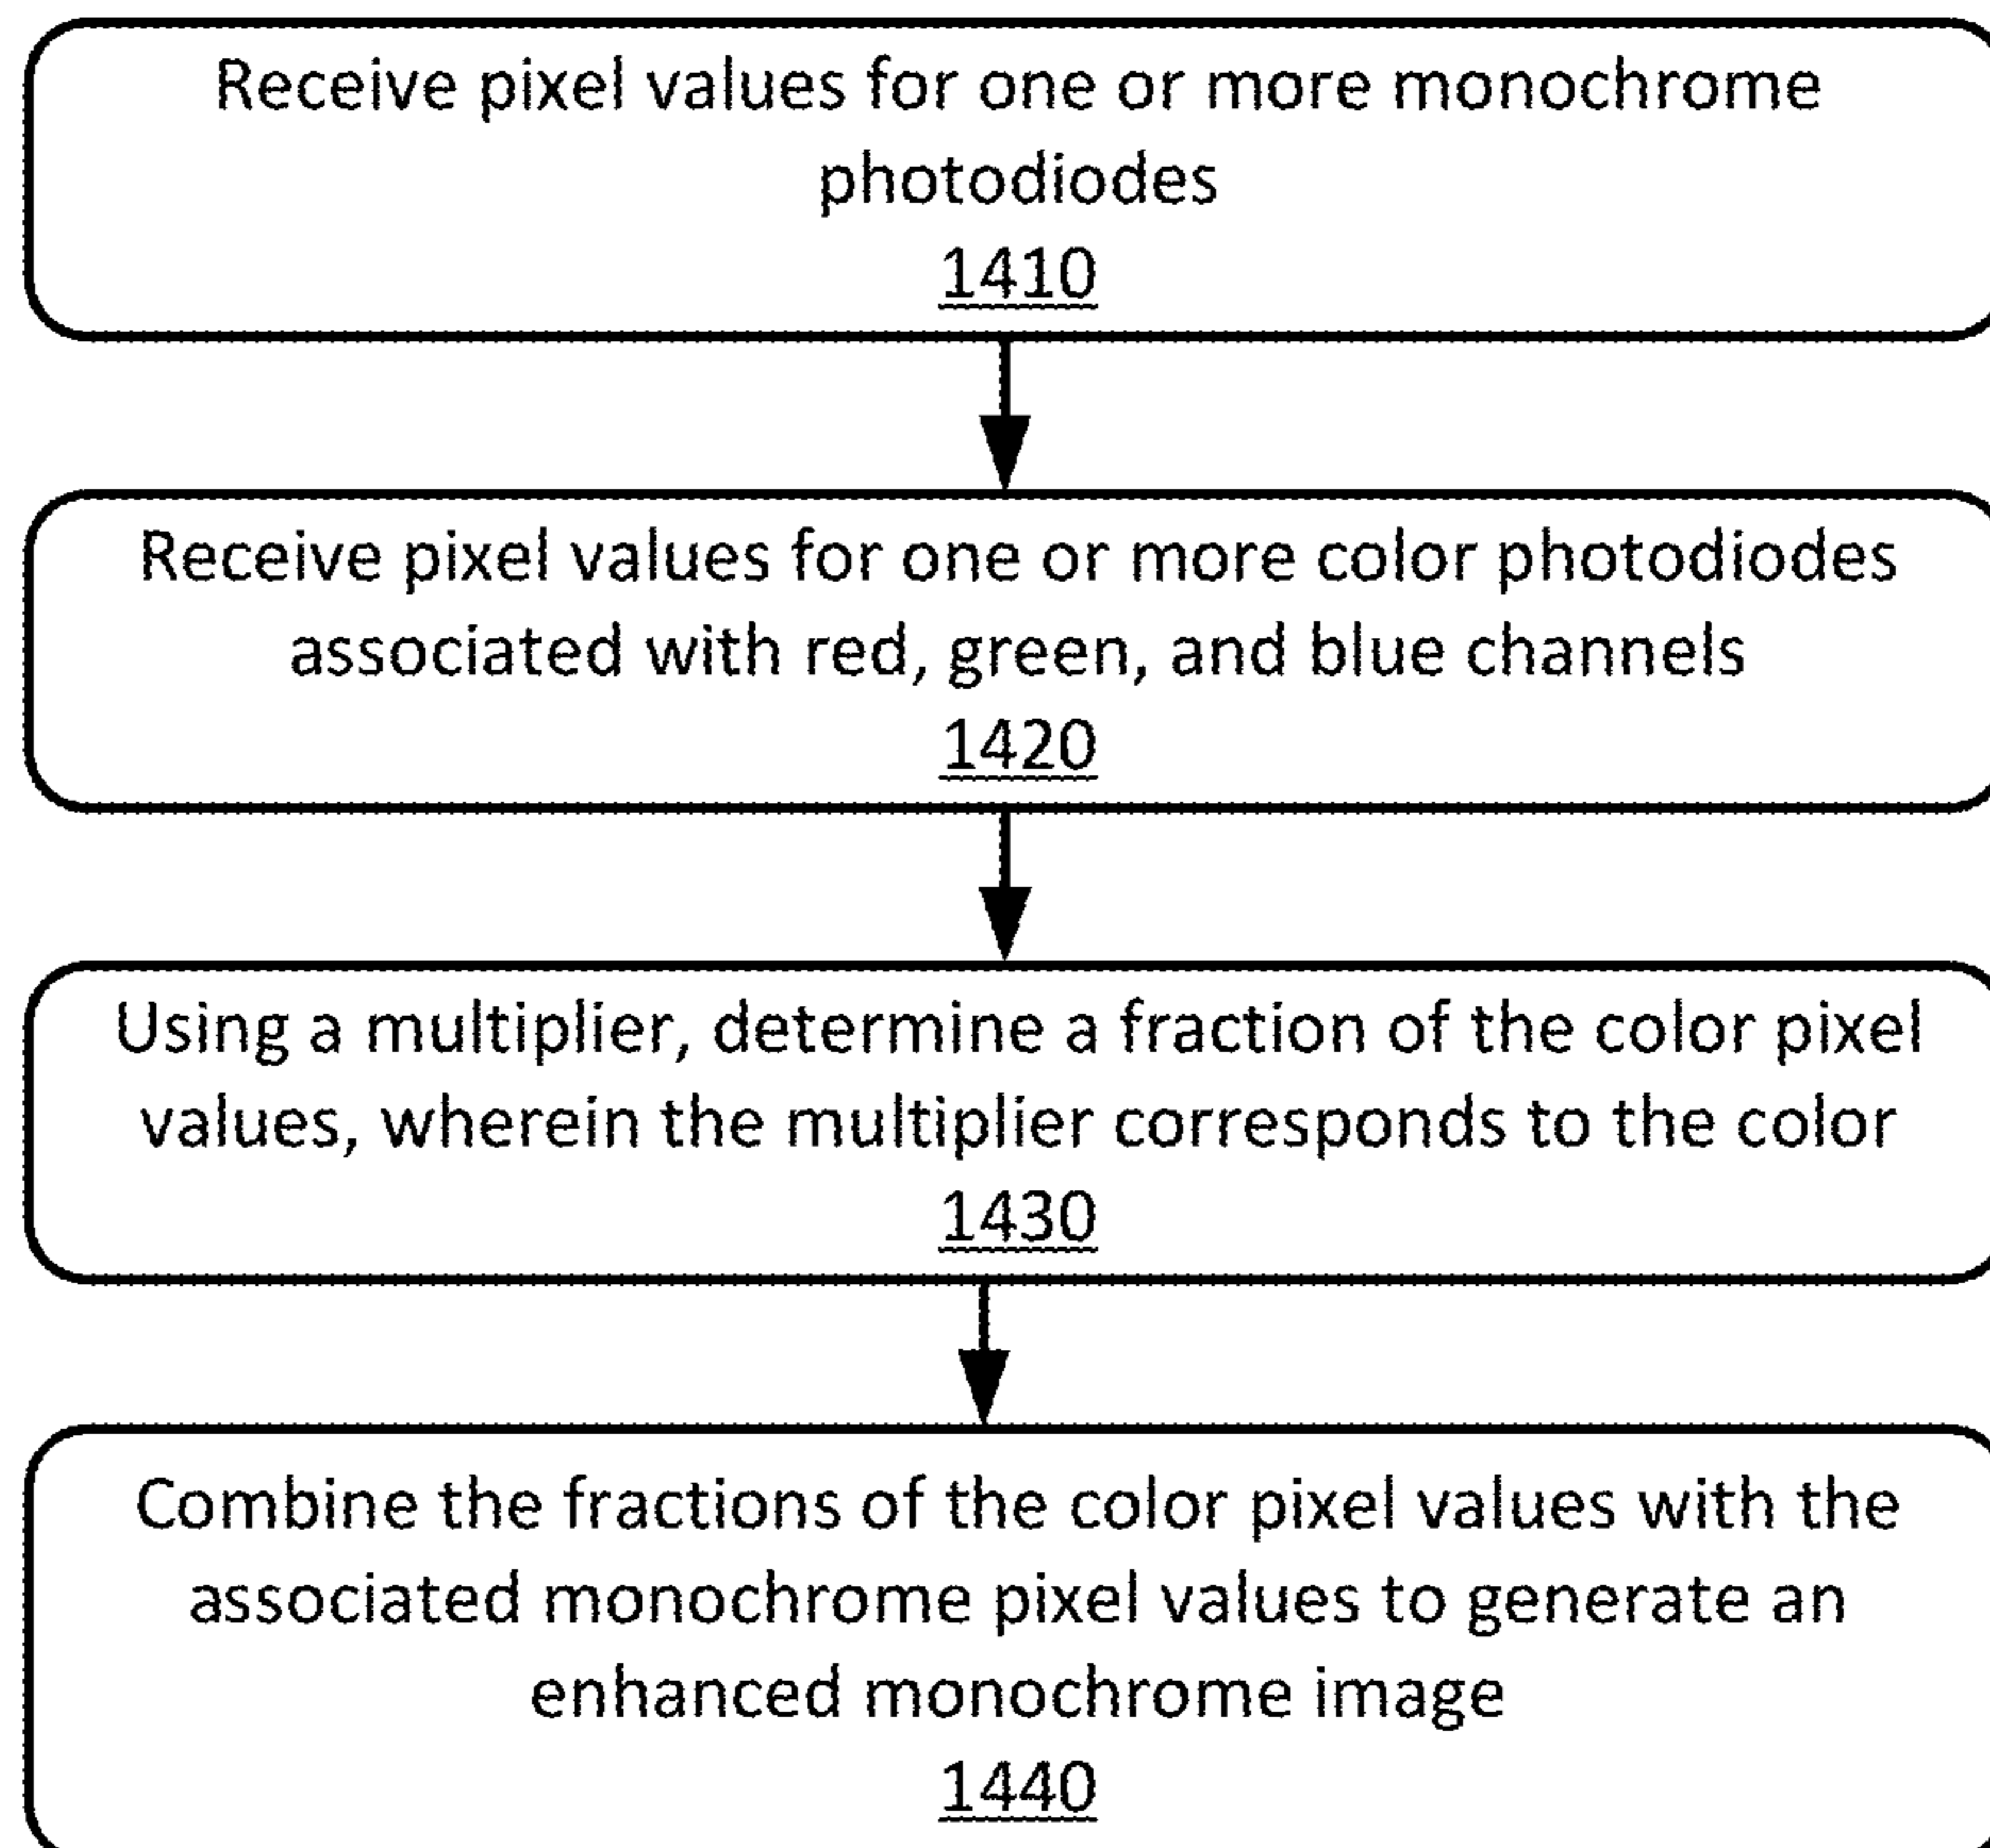 Receive pixel values for one or more monochrome
photodiodes
1410
Receive pixel values for one or more color photodiodes
associated with red, green, and blue channels
1420
Using a multiplier, determine a fraction of the color pixel
values, wherein the multiplier corresponds to the color
1430
Combine the fractions of the color pixel values with the
associated monochrome pixel values to generate an
enhanced monochrome image
1440